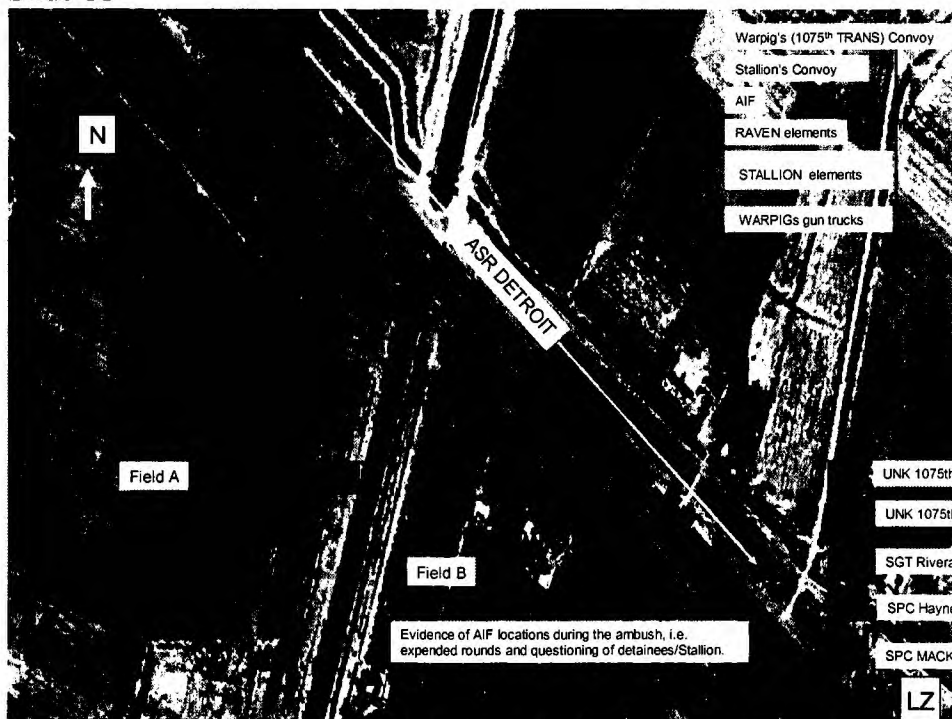 Warpig's (1075th TRANS) Convoy
Stallion's Convoy
AIF
RAVEN elements
STALLION elements
WARPIGs gun trucks
N
ASR DETROIT
Field A
Field B
UNK 1075th
UNK 1075th
SGT Rivera
SPC Hayne
SPC MACK
Evidence of AIF locations during the ambush, i.e.
expended rounds and questioning of detainees/Stallion.
LZ